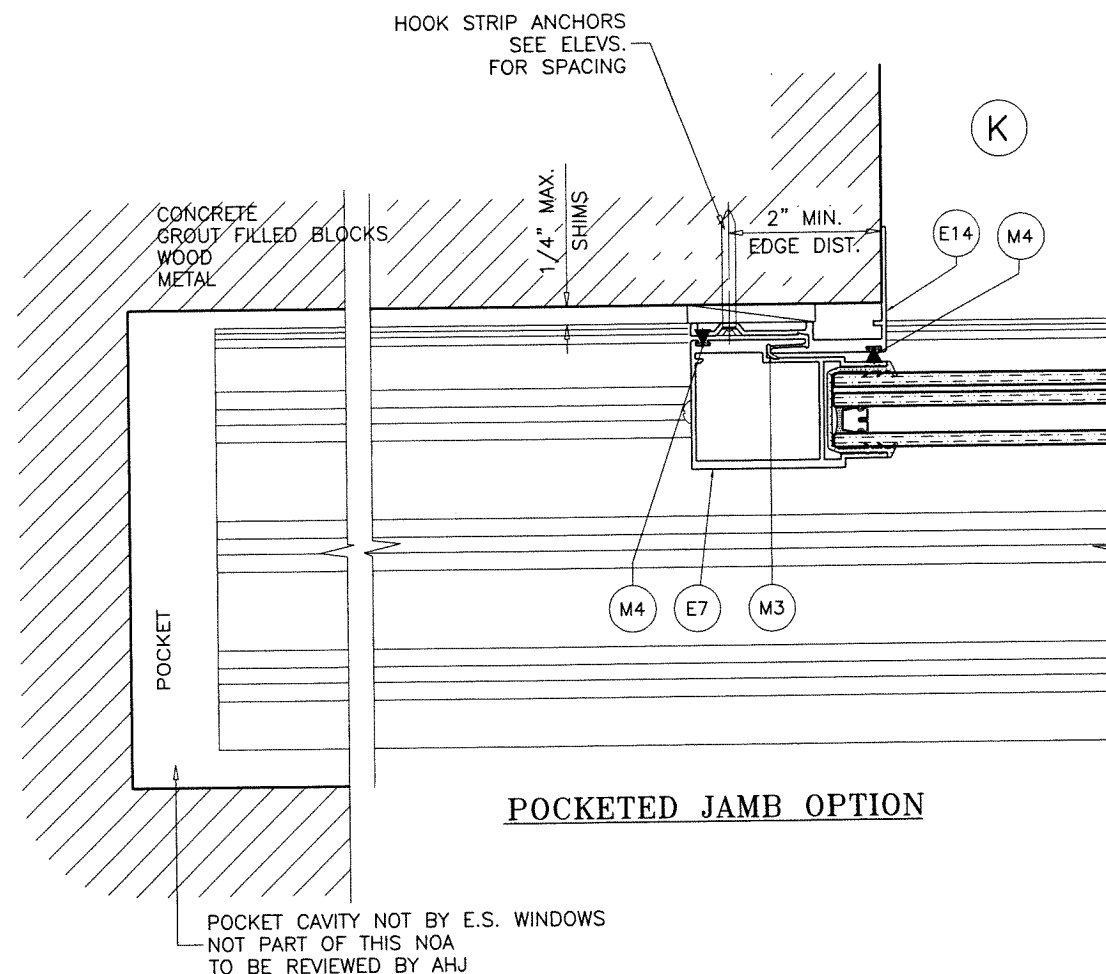 HOOK STRIP ANCHORS
SEE ELEVS.
FOR SPACING
K
CONCRETE
GROUT FILLED BLOCKS
WOOD
METAL
1/4" MAX.
SHIMS
2" MIN.
EDGE DIST.
E14
M4
M4
E7
M3
POCKET
POCKETED JAMB OPTION
POCKET CAVITY NOT BY E.S. WINDOWS
NOT PART OF THIS NOA
TO BE REVIEWED BY AHJ